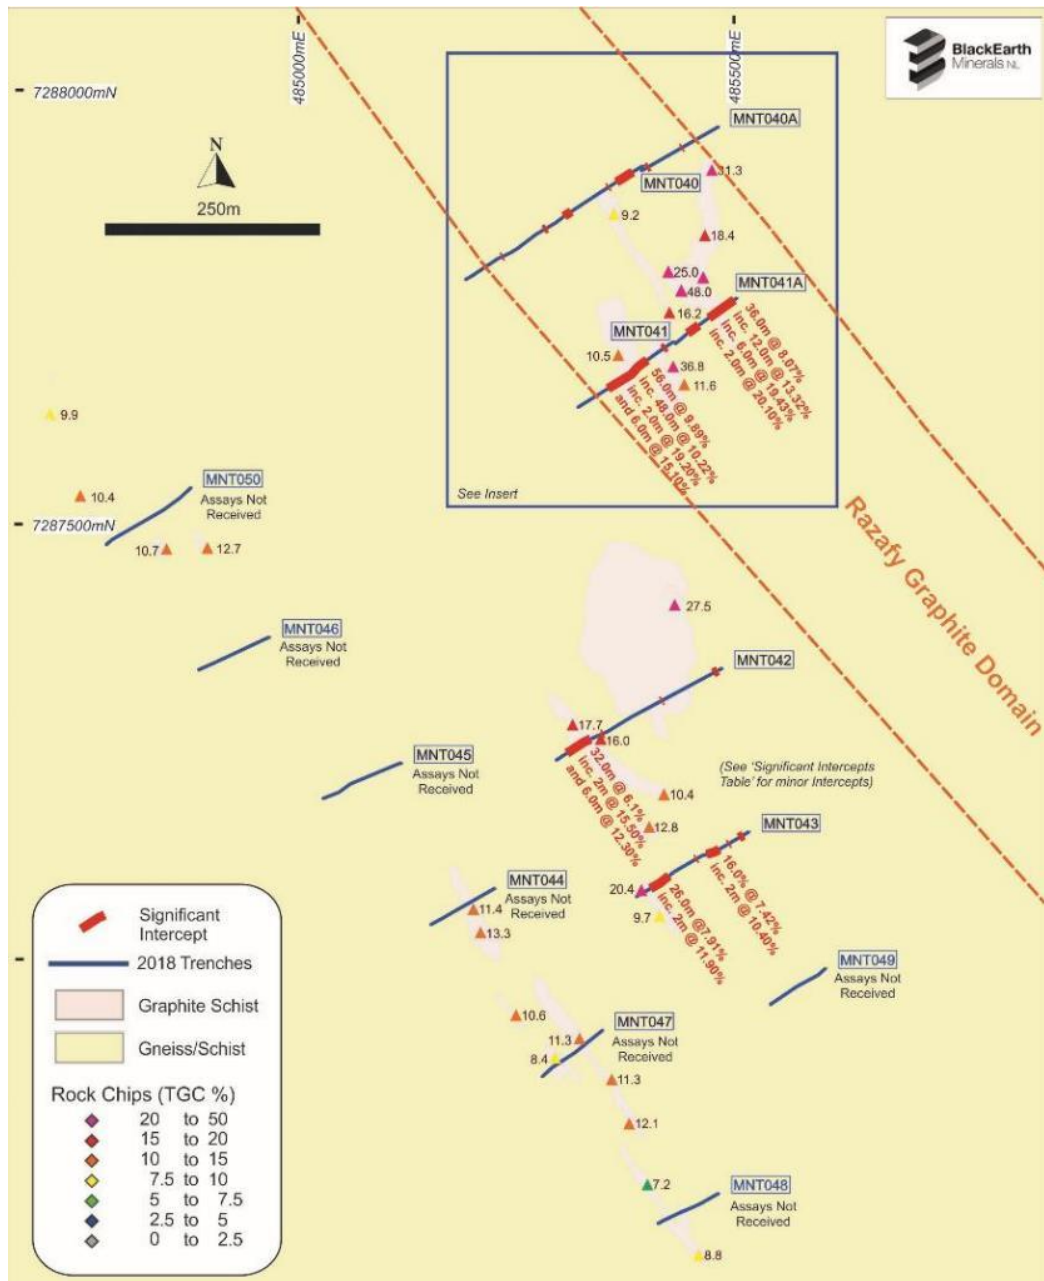 485000mE
485500mE
BlackEarth
Minerals NL
7288000mN
N
250m
MNT040A
MNT040
31.3
9.2
18.4
25.0
48.0
MNT041A
16.2
MNT041
10.5
36.8
11.6
36.0m @ 8.07%
inc. 12.0m @ 13.32%
inc. 6.0m @ 19.43%
inc. 2.0m @ 20.10%
56.0m @ 9.89%
inc. 48.0m @ 10.22%
inc. 2.0m @ 19.20%
and 6.0m @ 15.10%
See Insert
9.9
MNT050
Assays Not
Received
10.4
7287500mN
10.7
12.7
Razafy Graphite Domain
27.5
MNT046
Assays Not
Received
MNT042
17.7
16.0
32.0m @ 6.1%
inc. 2m @ 15.50%
and 6.0m @ 12.30%
MNT045
Assays Not
Received
(See 'Significant Intercepts
Table' for minor Intercepts)
10.4
12.8
MNT043
16.0% @ 7.42%
inc. 2m @ 10.40%
MNT044
Assays Not
Received
11.4
13.3
20.4
9.7
26.0m @7.91%
inc. 2m @ 11.90%
MNT049
Assays Not
Received
10.6
MNT047
Assays Not
Received
11.3
8.4
11.3
12.1
7.2
MNT048
Assays Not
Received
8.8
Significant
Intercept
2018 Trenches
Graphite Schist
Gneiss/Schist
Rock Chips (TGC %)
20 to 50
15 to 20
10 to 15
7.5 to 10
5 to 7.5
2.5 to 5
0 to 2.5